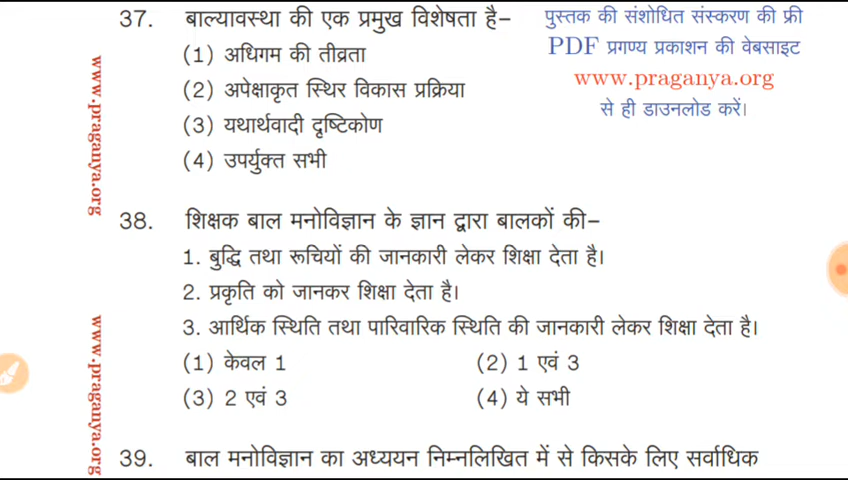 37. बाल्यावस्था की एक प्रमुख विशेषता है–
(1) अधिगम की तीव्रता
(2) अपेक्षाकृत स्थिर विकास प्रक्रिया
(3) यथार्थवादी दृष्टिकोण
(4) उपर्युक्त सभी
पुस्तक की संशोधित संस्करण की फ्री
PDF प्रगण्य प्रकाशन की वेबसाइट
www.praganya.org
से ही डाउनलोड करें।
www.praganya.org
38. शिक्षक बाल मनोविज्ञान के ज्ञान द्वारा बालकों की–
1. बुद्धि तथा रूचियों की जानकारी लेकर शिक्षा देता है।
2. प्रकृति को जानकर शिक्षा देता है।
3. आर्थिक स्थिति तथा पारिवारिक स्थिति की जानकारी लेकर शिक्षा देता है।
(1) केवल 1 (2) 1 एवं 3
(3) 2 एवं 3 (4) ये सभी
www.praganya.org
39. बाल मनोविज्ञान का अध्ययन निम्नलिखित में से किसके लिए सर्वाधिक